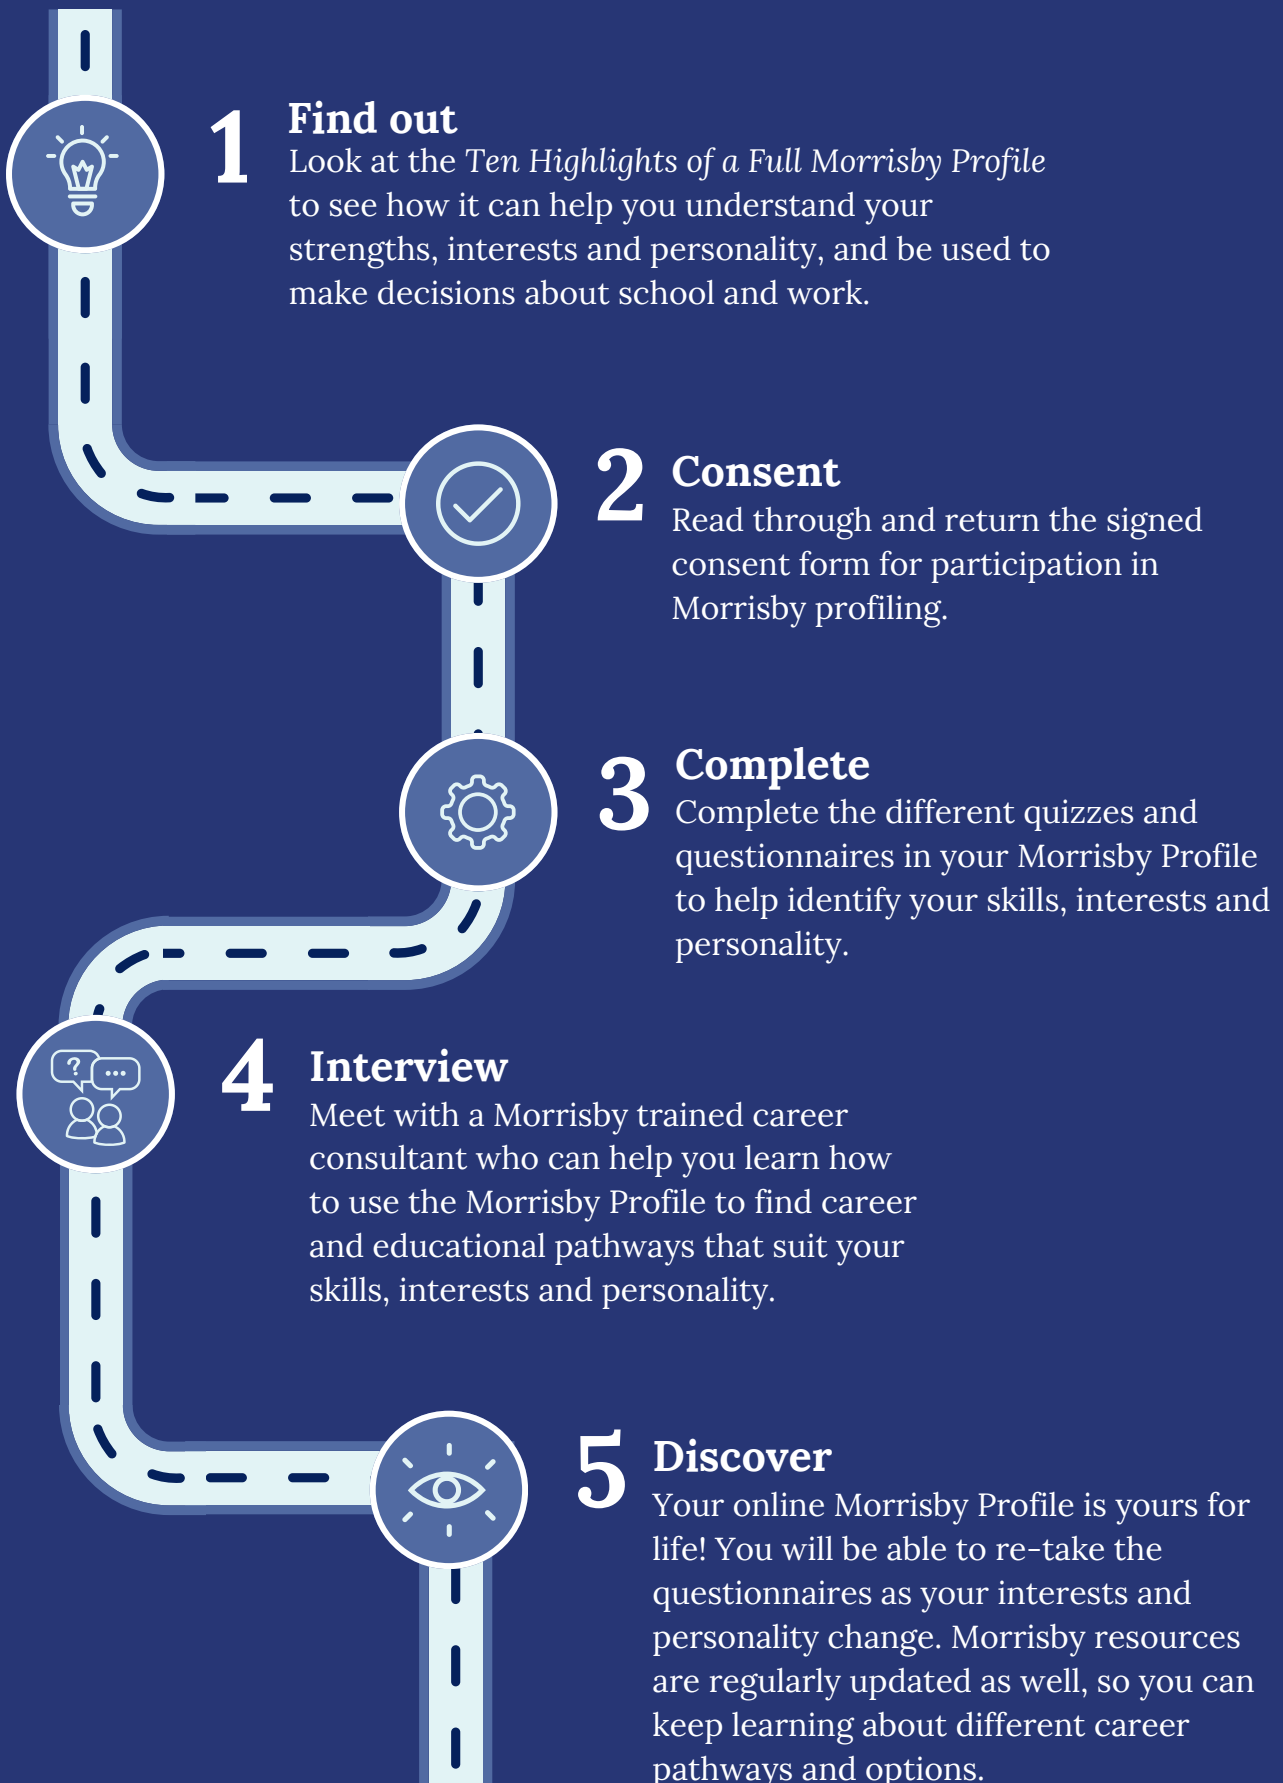 1
Find out
Look at the Ten Highlights of a Full Morrisby Profile
to see how it can help you understand your
strengths, interests and personality, and be used to
make decisions about school and work.
2
Consent
Read through and return the signed
consent form for participation in
Morrisby profiling.
3
Complete
Complete the different quizzes and
questionnaires in your Morrisby Profile
to help identify your skills, interests and
personality.
?
...
4
Interview
Meet with a Morrisby trained career
consultant who can help you learn how
to use the Morrisby Profile to find career
and educational pathways that suit your
skills, interests and personality.
5
Discover
Your online Morrisby Profile is yours for
life! You will be able to re-take the
questionnaires as your interests and
personality change. Morrisby resources
are regularly updated as well, so you can
keep learning about different career
pathways and options.